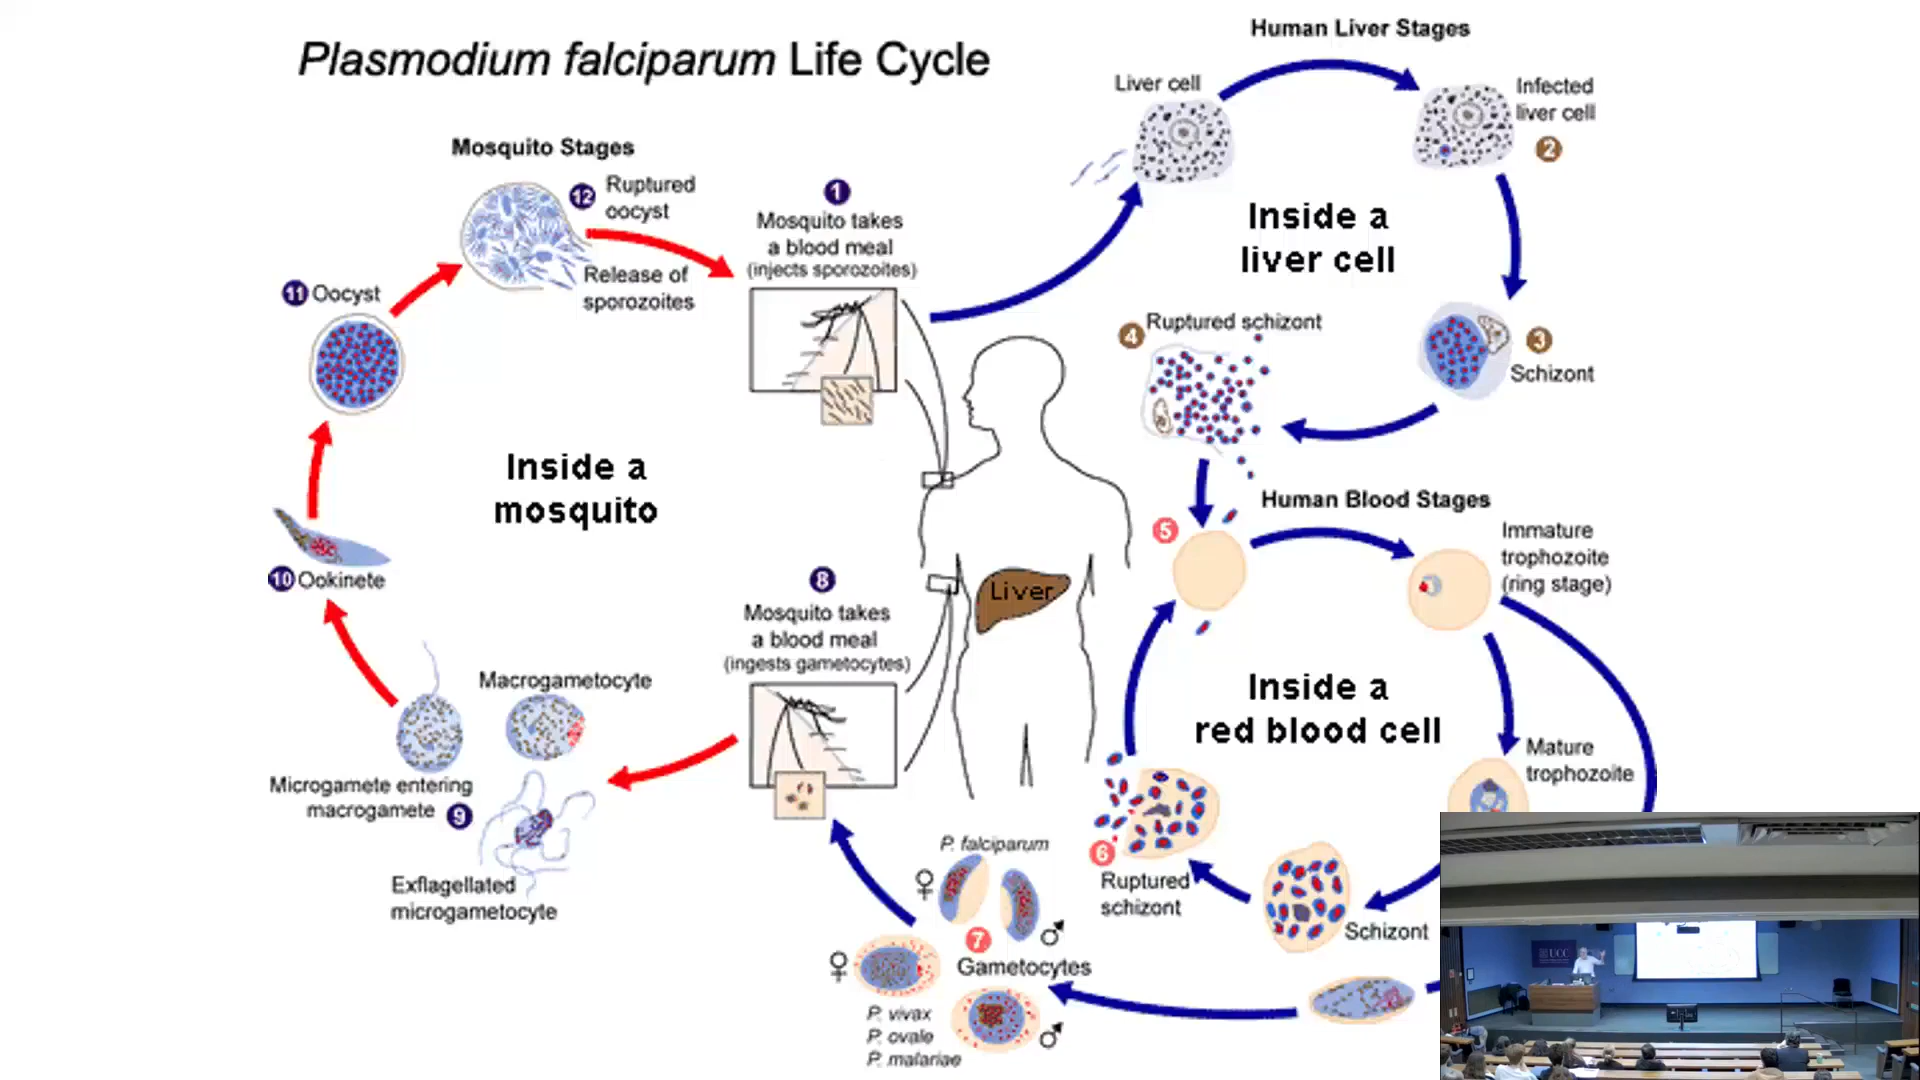 Plasmodium falciparum Life Cycle
Human Liver Stages
Liver cell
Infected
liver cell
2
Mosquito Stages
12
Ruptured
oocyst
Release of
sporozoites
1
Mosquito takes
a blood meal
(injects sporozoites)
Inside a
liver cell
11 Oocyst
4 Ruptured schizont
3
Schizont
Inside a
mosquito
Human Blood Stages
5
Immature
trophozoite
(ring stage)
10 Ookinete
8
Mosquito takes
a blood meal
(ingests gametocytes)
Liver
Macrogametocyte
Inside a
red blood cell
Mature
trophozoite
Microgamete entering
macrogamete 9
Exflagellated
microgametocyte
6
Ruptured
schizont
Schizont
P. falciparum
♀
♂
7
Gametocytes
♀
♂
P. vivax
P. ovale
P. malariae
UCC